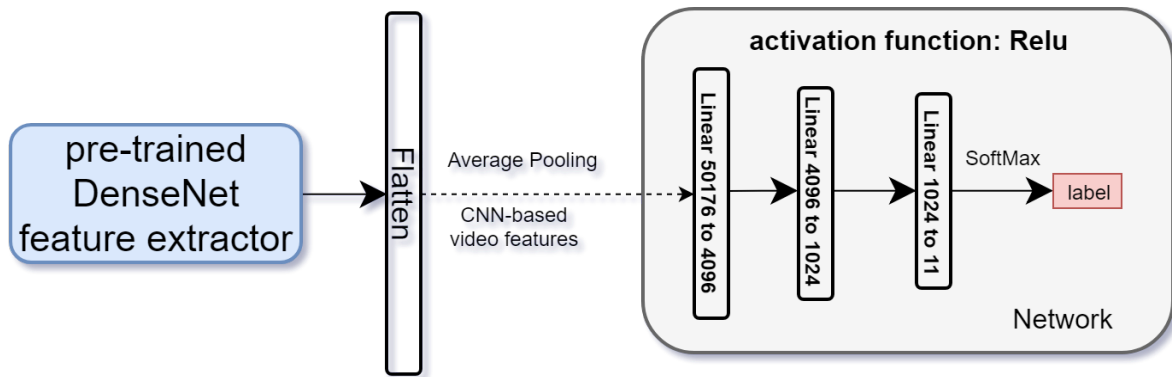 pre-trained
DenseNet
feature extractor
Flatten
Average Pooling
CNN-based
video features
activation function: Relu
Linear 50176 to 4096
Linear 4096 to 1024
Linear 1024 to 11
SoftMax
label
Network